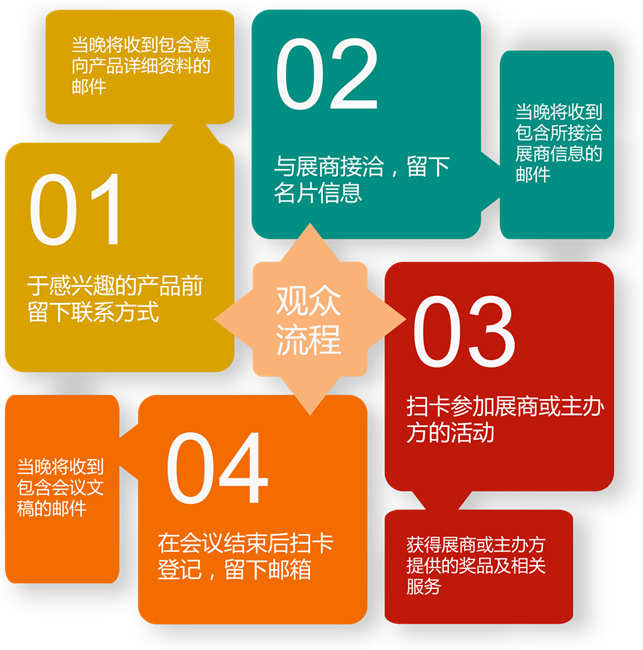 当晚将收到包含意
向产品详细资料的
邮件
01
于感兴趣的产品前
留下联系方式
02
与展商接洽，留下
名片信息
当晚将收到
包含所接洽
展商信息的
邮件
观众
流程
03
扫卡参加展商或主办
方的活动
获得展商或主办方
提供的奖品及相关
服务
04
在会议结束后扫卡
登记，留下邮箱
当晚将收到
包含会议文
稿的邮件